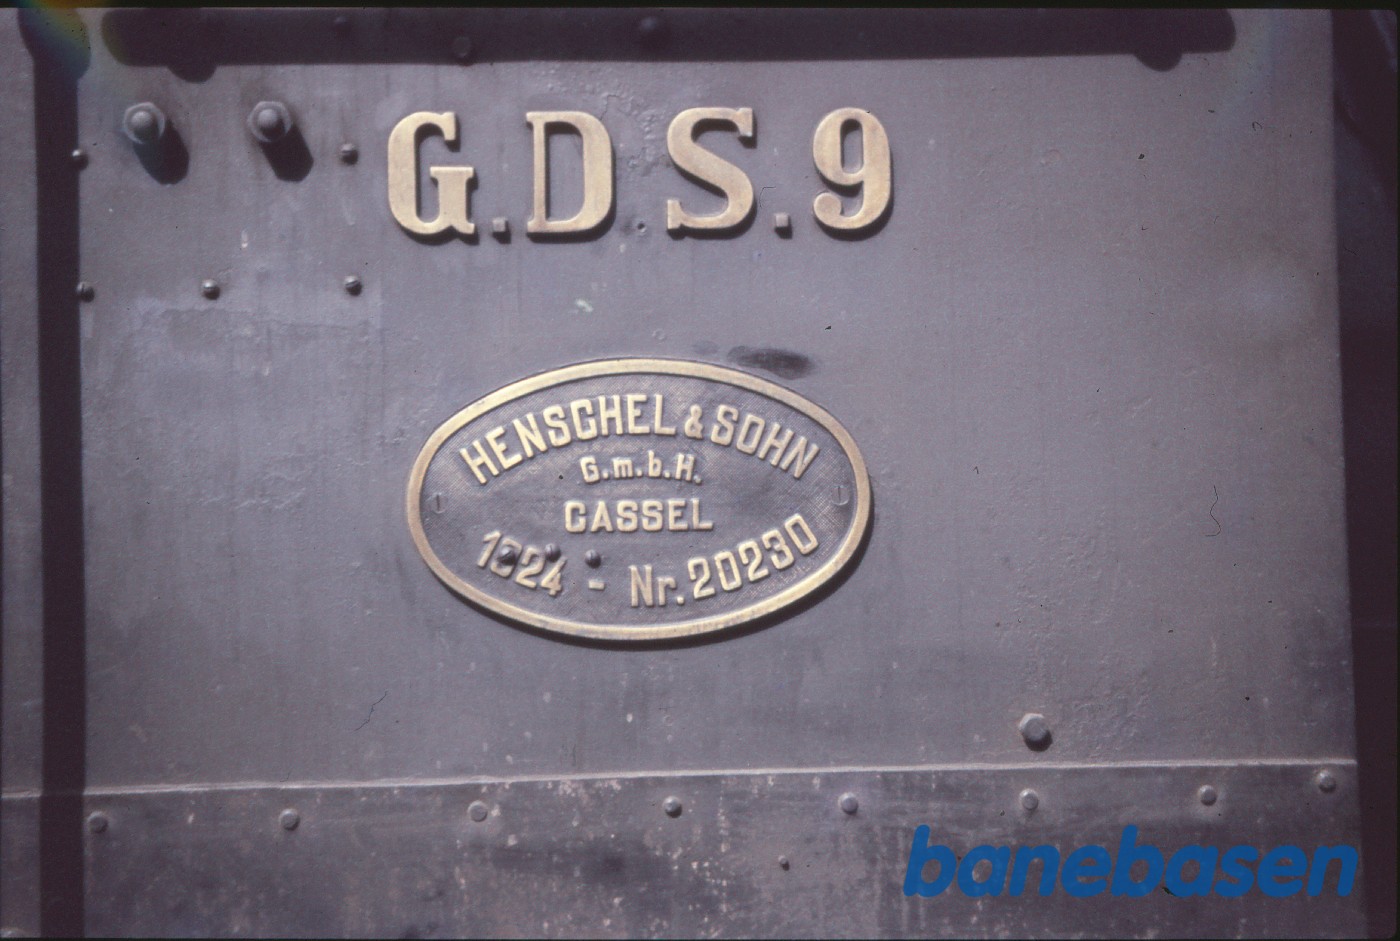 G.D.S.9
HENSCHEL & SOHN
G.m.b.H.
CASSEL
1924 - Nr. 20230
banebasen